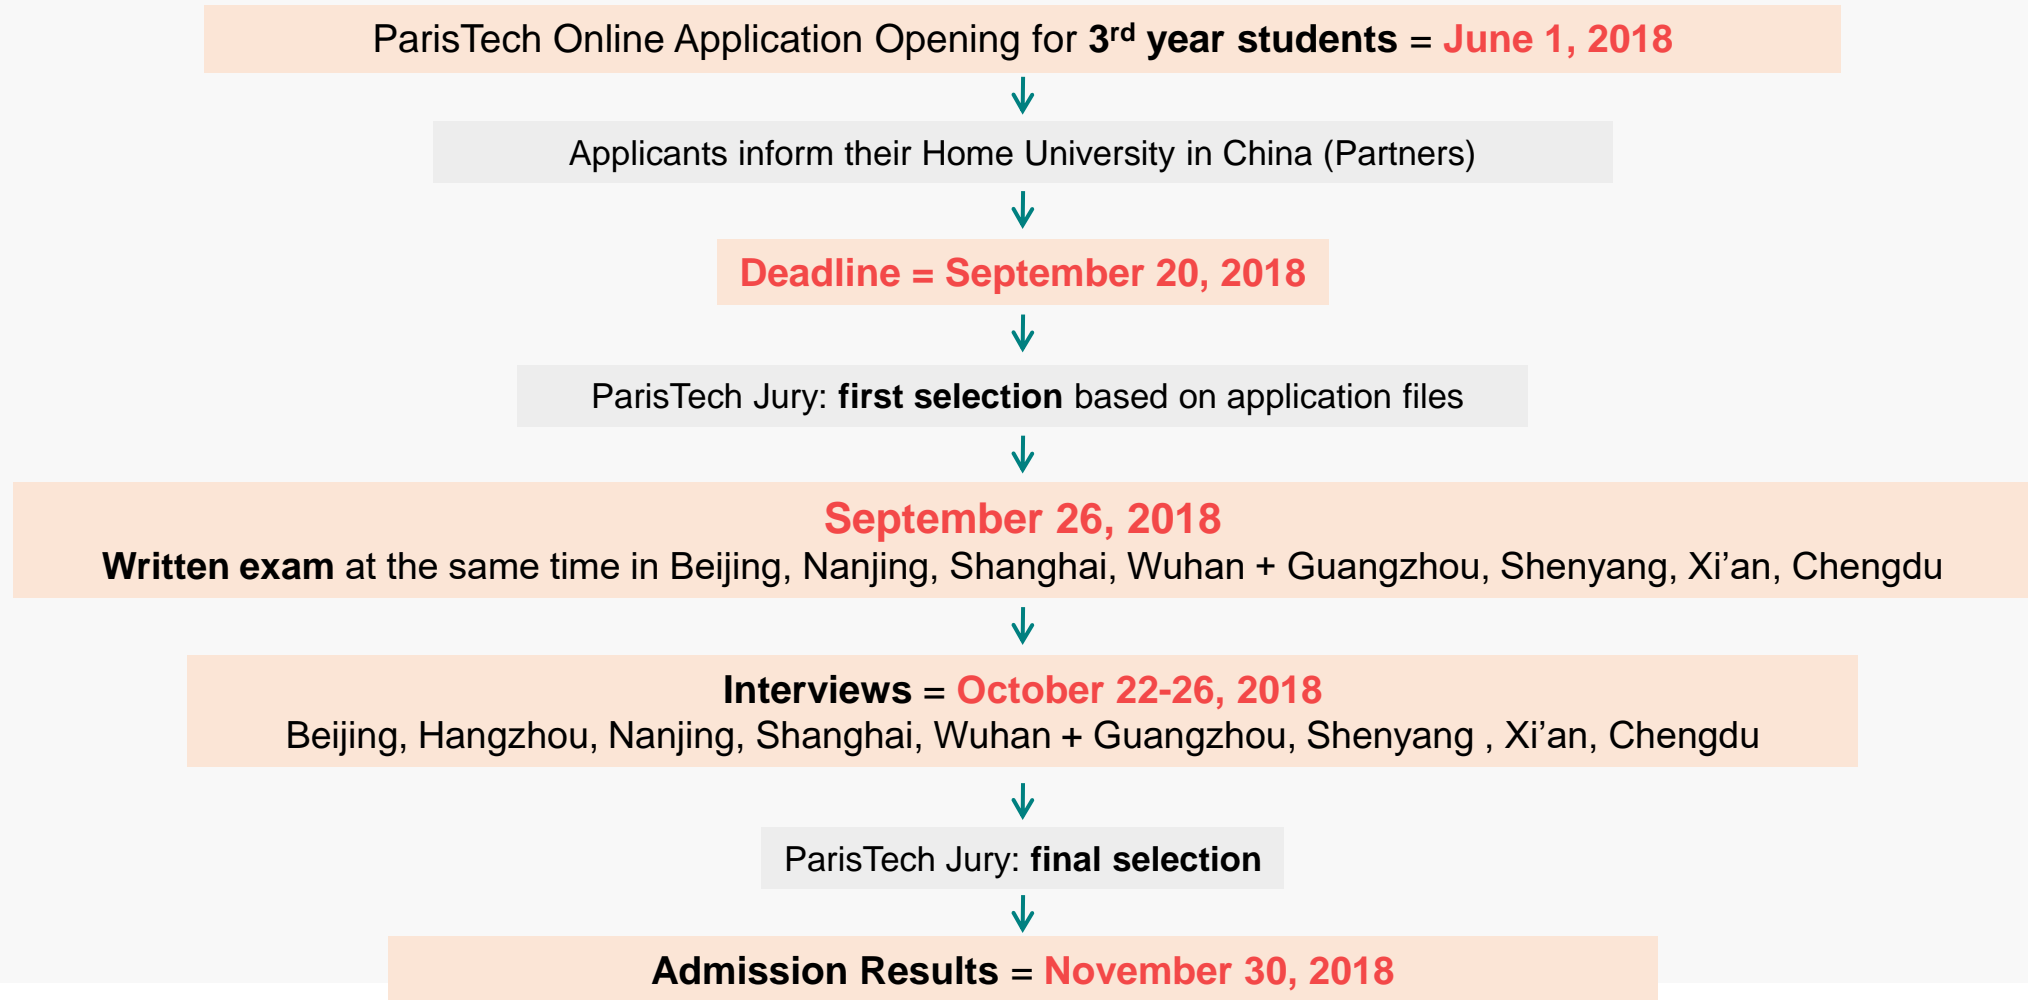 ParisTech Online Application Opening for 3rd year students = June 1, 2018
Applicants inform their Home University in China (Partners)
Deadline = September 20, 2018
ParisTech Jury: first selection based on application files
September 26, 2018
Written exam at the same time in Beijing, Nanjing, Shanghai, Wuhan + Guangzhou, Shenyang, Xi’an, Chengdu
Interviews = October 22-26, 2018
Beijing, Hangzhou, Nanjing, Shanghai, Wuhan + Guangzhou, Shenyang , Xi’an, Chengdu
ParisTech Jury: final selection
Admission Results = November 30, 2018